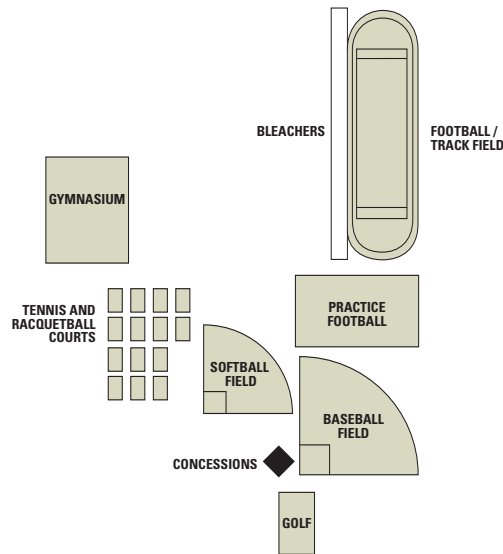 BLEACHERS
FOOTBALL /
TRACK FIELD
GYMNASIUM
TENNIS AND
RACQUETBALL
COURTS
PRACTICE
FOOTBALL
SOFTBALL
FIELD
BASEBALL
FIELD
CONCESSIONS
GOLF